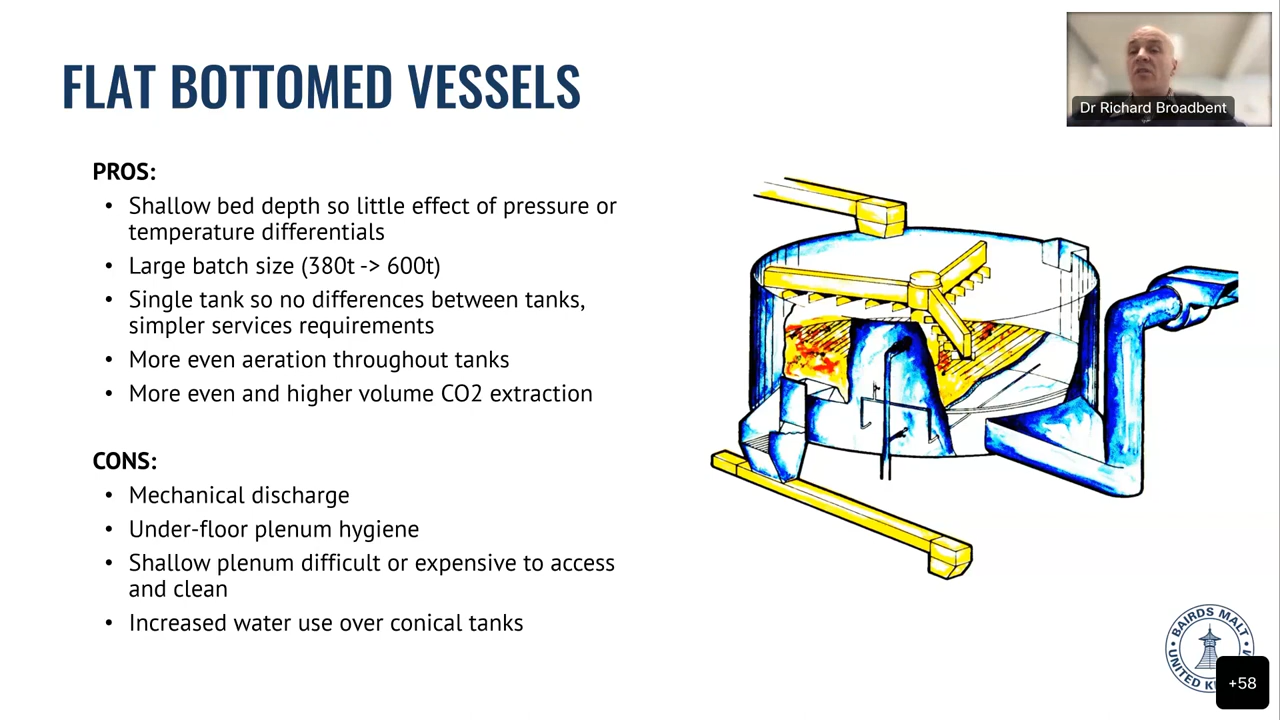 FLAT BOTTOMED VESSELS
Dr Richard Broadbent
PROS:
• Shallow bed depth so little effect of pressure or
temperature differentials
• Large batch size (380t -> 600t)
• Single tank so no differences between tanks,
simpler services requirements
• More even aeration throughout tanks
• More even and higher volume CO2 extraction
CONS:
• Mechanical discharge
• Under-floor plenum hygiene
• Shallow plenum difficult or expensive to access
and clean
• Increased water use over conical tanks
BAIRDS MALT
UNITED
+58